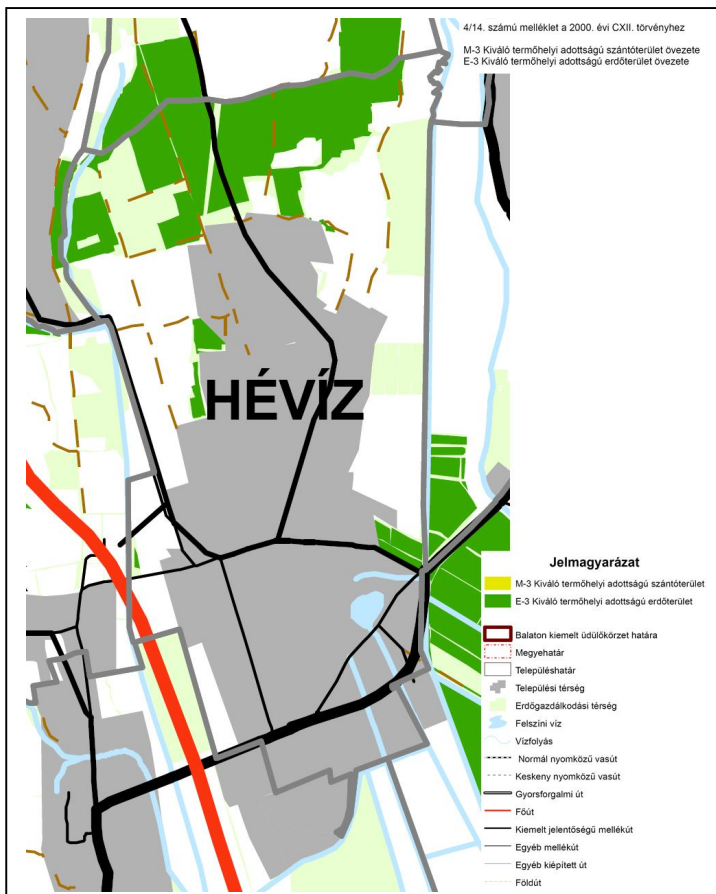 4/14. számú melléklet a 2000. évi CXII. törvényhez
M-3 Kiváló termőhelyi adottságú szántóterület övezete
E-3 Kiváló termőhelyi adottságú erdőterület övezete
HÉVÍZ
Jelmagyarázat
M-3 Kiváló termőhelyi adottságú szántóterület
E-3 Kiváló termőhelyi adottságú erdőterület
Balaton kiemelt üdülőkörzet határa
Megyehatár
Településhatár
Települési térség
Erdőgazdálkodási térség
Felszíni víz
Vízfolyás
Normál nyomközű vasút
Keskeny nyomközű vasút
Gyorsforgalmi út
Főút
Kiemelt jelentőségű mellékút
Egyéb mellékút
Egyéb kiépített út
Földút